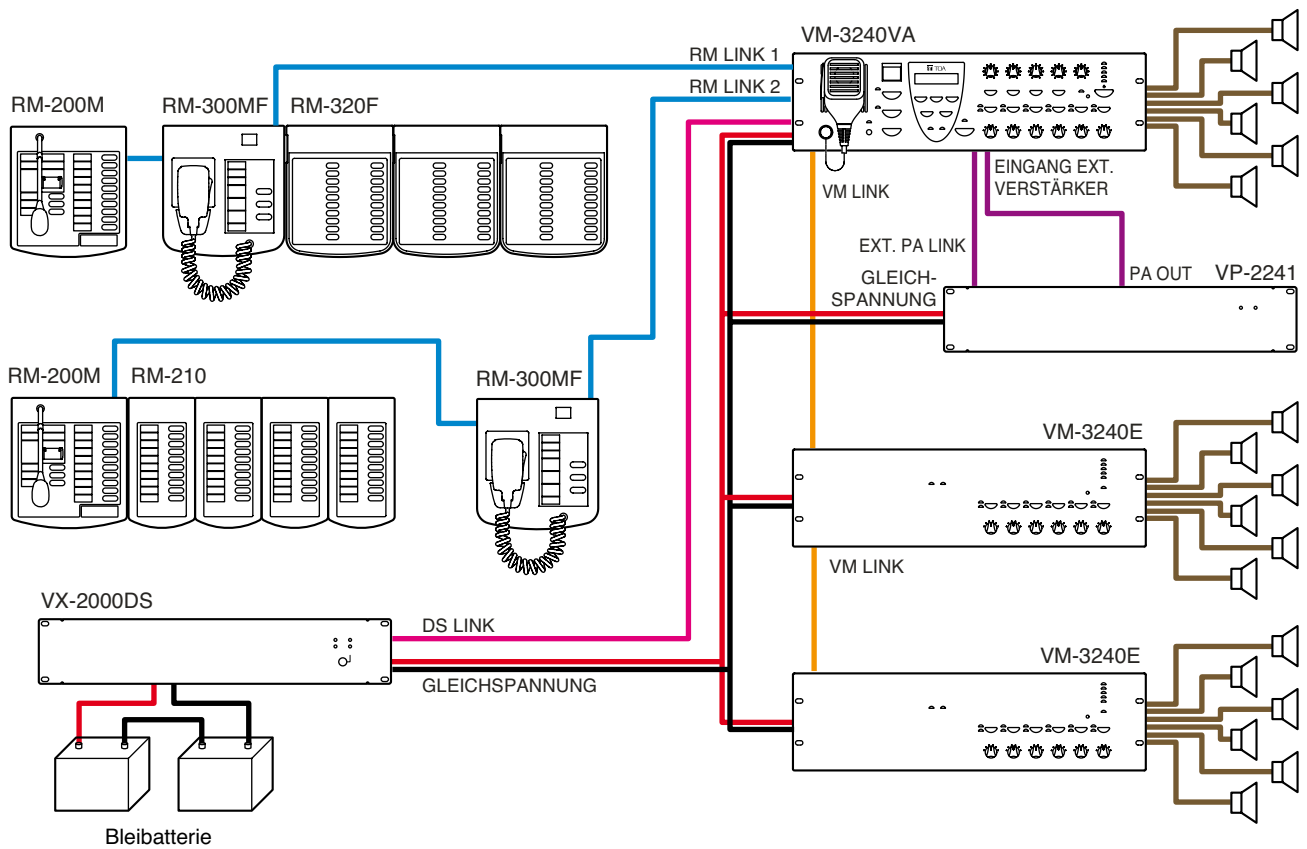 VM-3240VA
RM LINK 1
RM LINK 2
TOA
RM-200M
RM-300MF
RM-320F
VM LINK
EINGANG EXT.
VERSTÄRKER
EXT. PA LINK
GLEICH-
SPANNUNG
PA OUT
VP-2241
RM-200M
RM-210
RM-300MF
VM-3240E
VM LINK
VX-2000DS
DS LINK
GLEICHSPANNUNG
VM-3240E
Bleibatterie